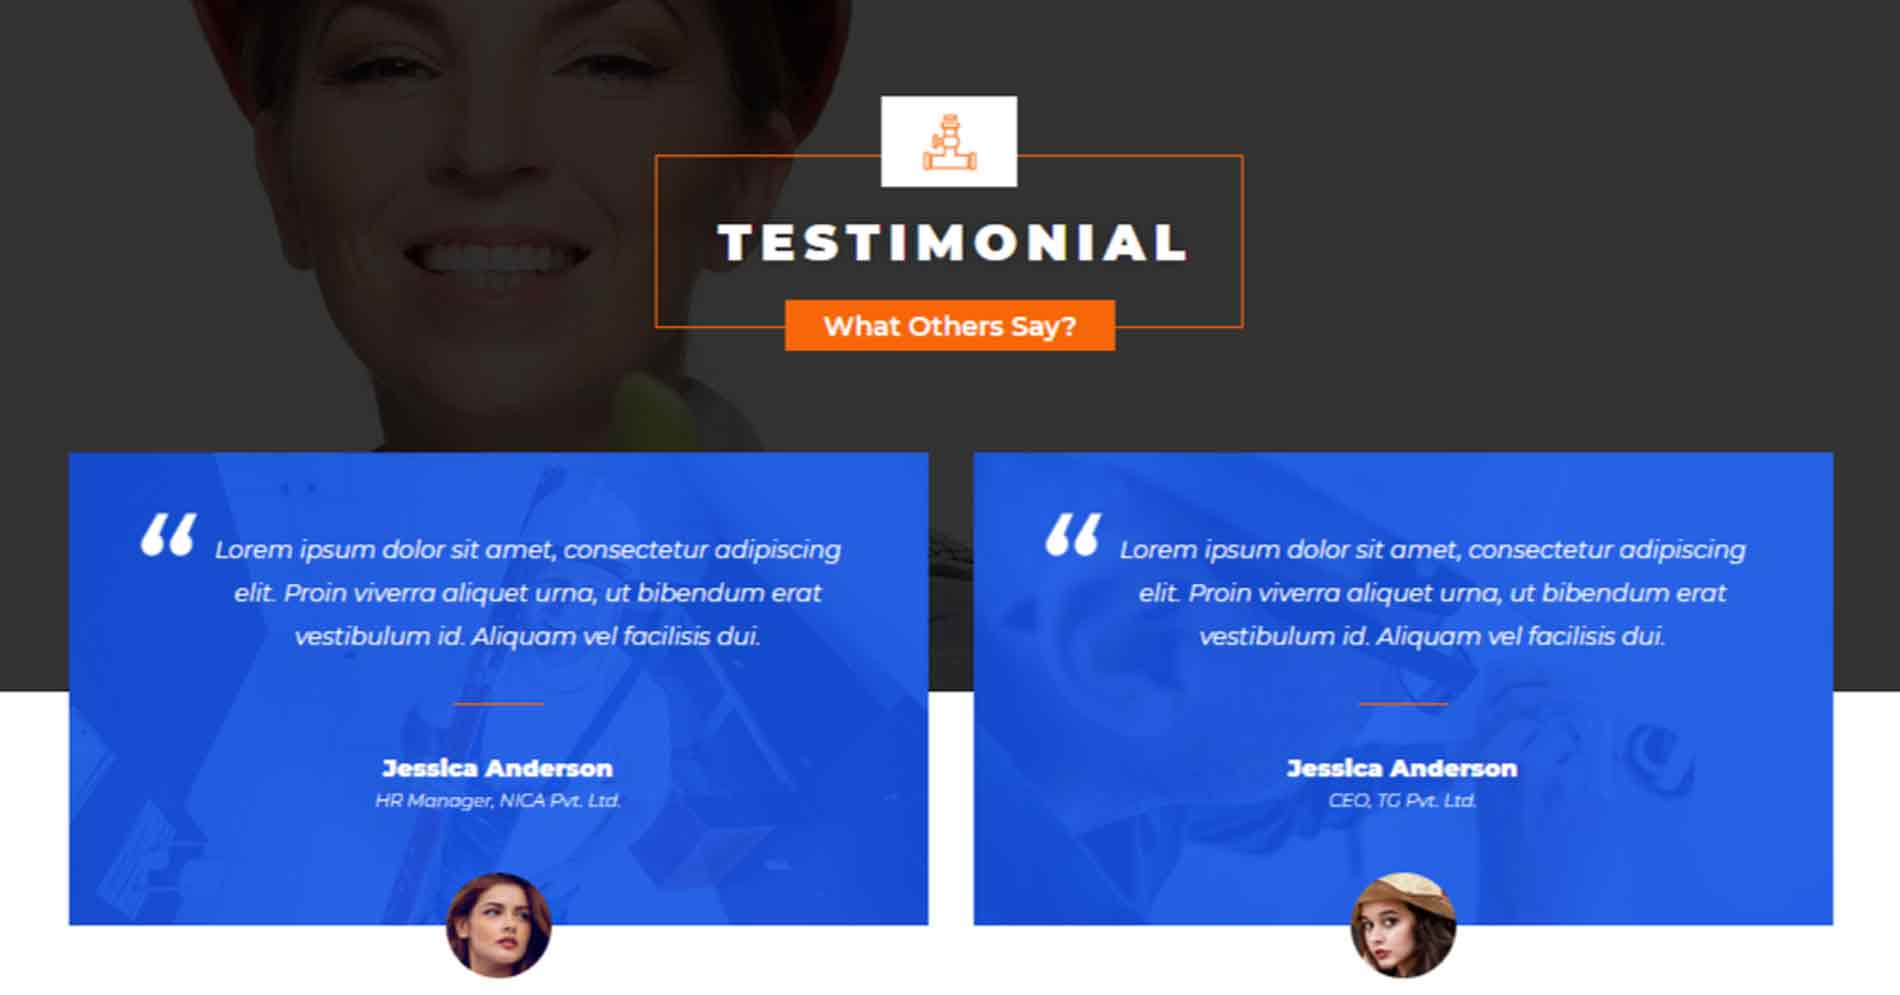 TESTIMONIAL
What Others Say?
“ Lorem ipsum dolor sit amet, consectetur adipiscing
elit. Proin viverra aliquet urna, ut bibendum erat
vestibulum id. Aliquam vel facilisis dui.
Jessica Anderson
HR Manager, NIGA Pvt. Ltd.
“ Lorem ipsum dolor sit amet, consectetur adipiscing
elit. Proin viverra aliquet urna, ut bibendum erat
vestibulum id. Aliquam vel facilisis dui.
Jessica Anderson
CEO, TG Pvt. Ltd.